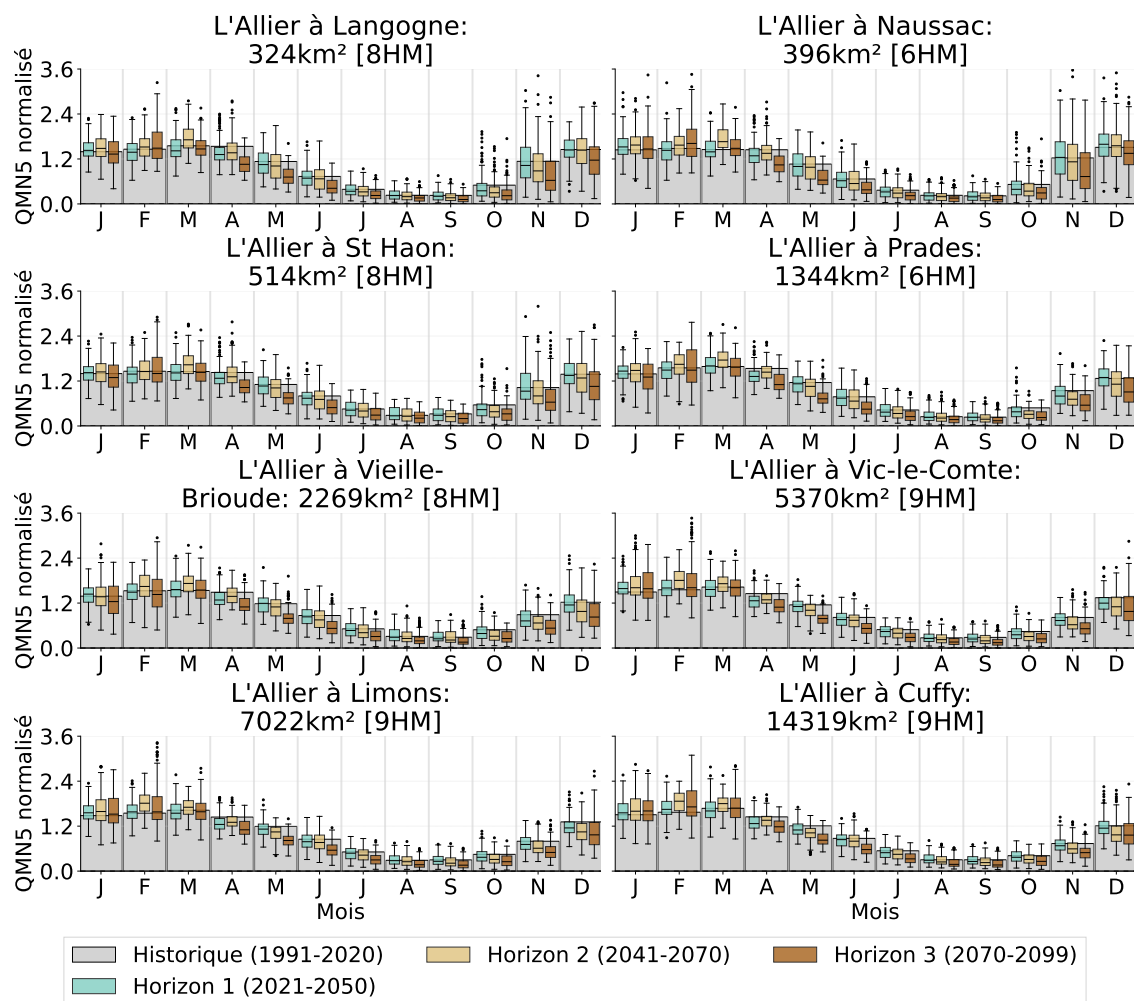 L'Allier à Langogne:
324km² [8HM]
L'Allier à Naussac:
396km² [6HM]
QMN5 normalisé
3.6
2.4
1.2
0.0
J F M A M J J A S O N D
J F M A M J J A S O N D
L'Allier à St Haon:
514km² [8HM]
L'Allier à Prades:
1344km² [6HM]
QMN5 normalisé
3.6
2.4
1.2
0.0
J F M A M J J A S O N D
J F M A M J J A S O N D
L'Allier à Vieille-
Brioude: 2269km² [8HM]
L'Allier à Vic-le-Comte:
5370km² [9HM]
QMN5 normalisé
3.6
2.4
1.2
0.0
J F M A M J J A S O N D
J F M A M J J A S O N D
L'Allier à Limons:
7022km² [9HM]
L'Allier à Cuffy:
14319km² [9HM]
QMN5 normalisé
3.6
2.4
1.2
0.0
J F M A M J J A S O N D
J F M A M J J A S O N D
Mois
Mois
Historique (1991-2020)
Horizon 1 (2021-2050)
Horizon 2 (2041-2070)
Horizon 3 (2070-2099)